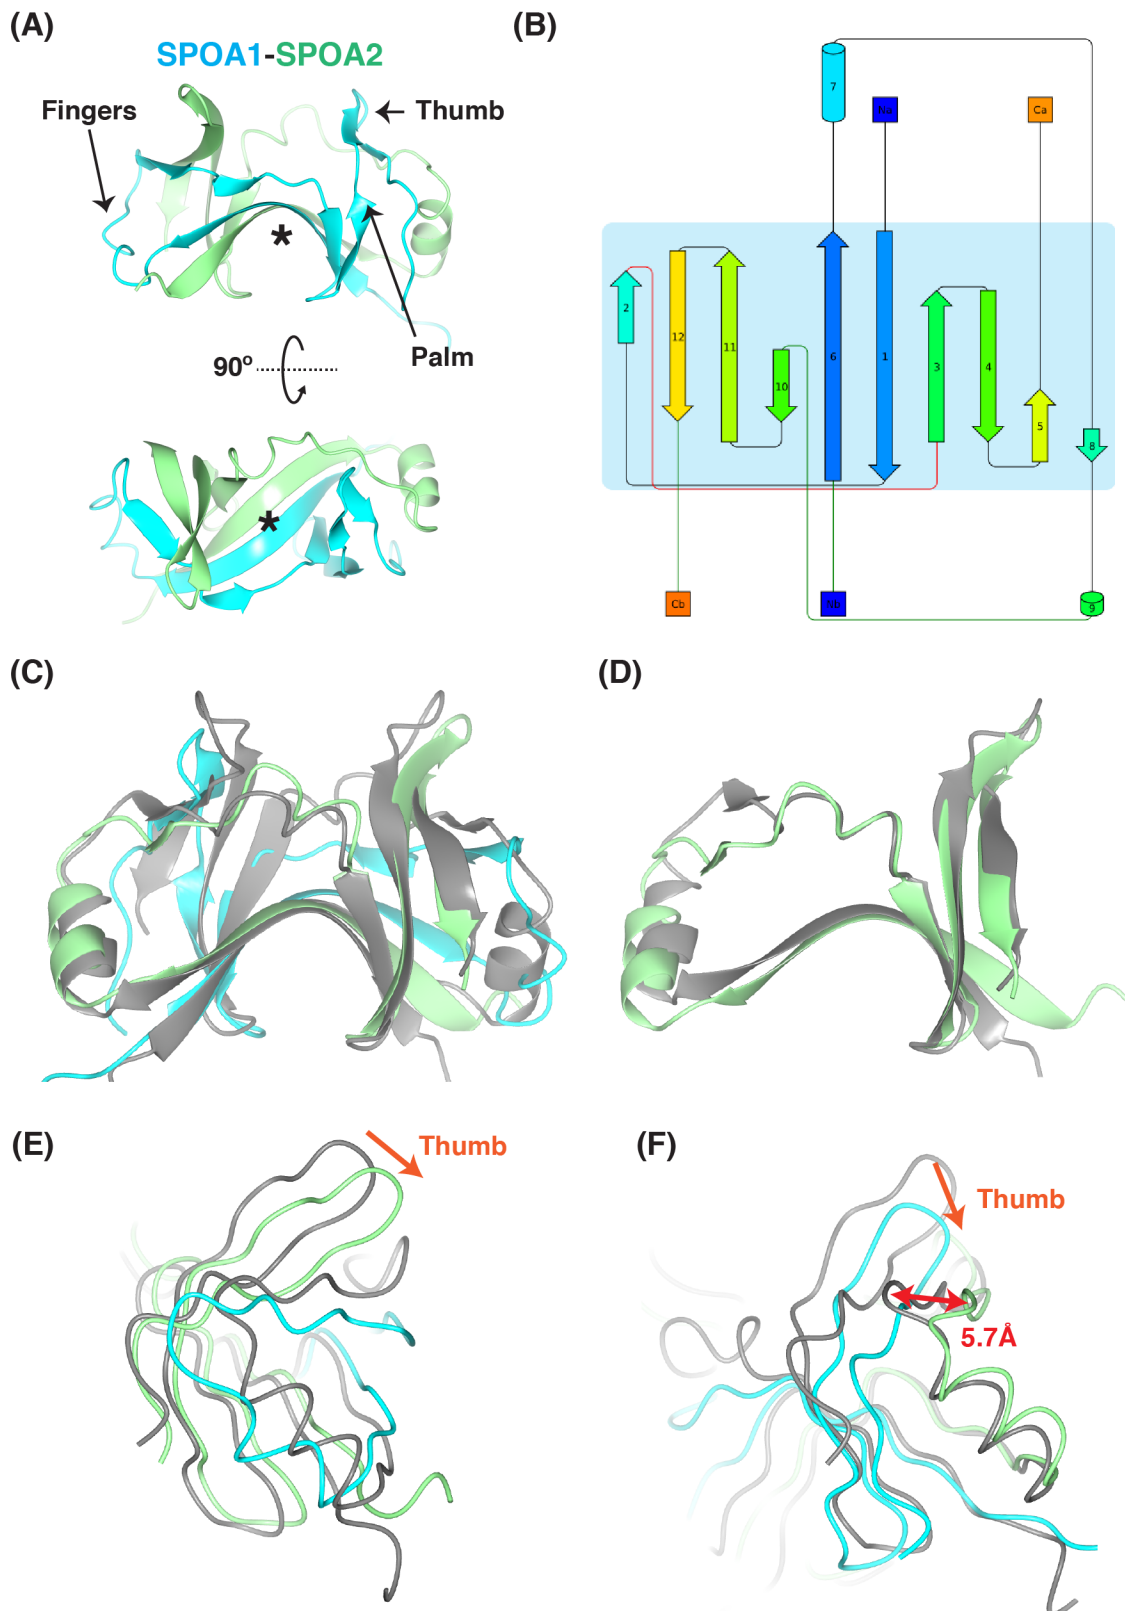 (A)
SPOA1-SPOA2
Fingers
Thumb
*
Palm
90º
*
(B)
7
Na
Ca
2
12
11
10
6
1
3
4
5
8
Cb
Nb
9
(C)
(D)
(E)
Thumb
(F)
Thumb
5.7Å